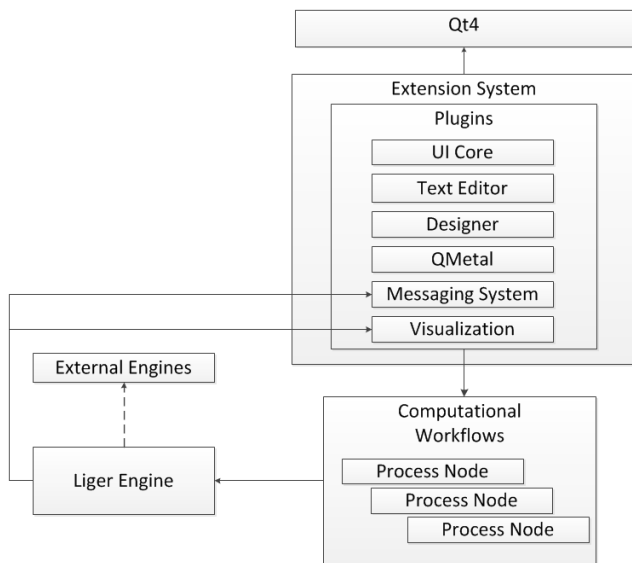 Qt4
Extension System
Plugins
UI Core
Text Editor
Designer
QMetal
Messaging System
Visualization
External Engines
Liger Engine
Computational
Workflows
Process Node
Process Node
Process Node